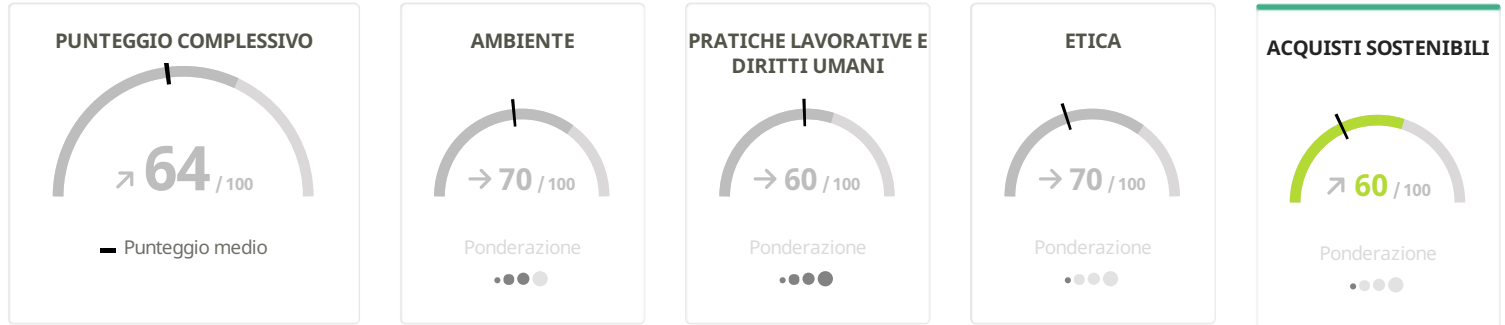 PUNTEGGIO COMPLESSIVO
64 / 100
Punteggio medio
AMBIENTE
70 / 100
Ponderazione
PRATICHE LAVORATIVE E
DIRITTI UMANI
60 / 100
Ponderazione
ETICA
70 / 100
Ponderazione
ACQUISTI SOSTENIBILI
60 / 100
Ponderazione